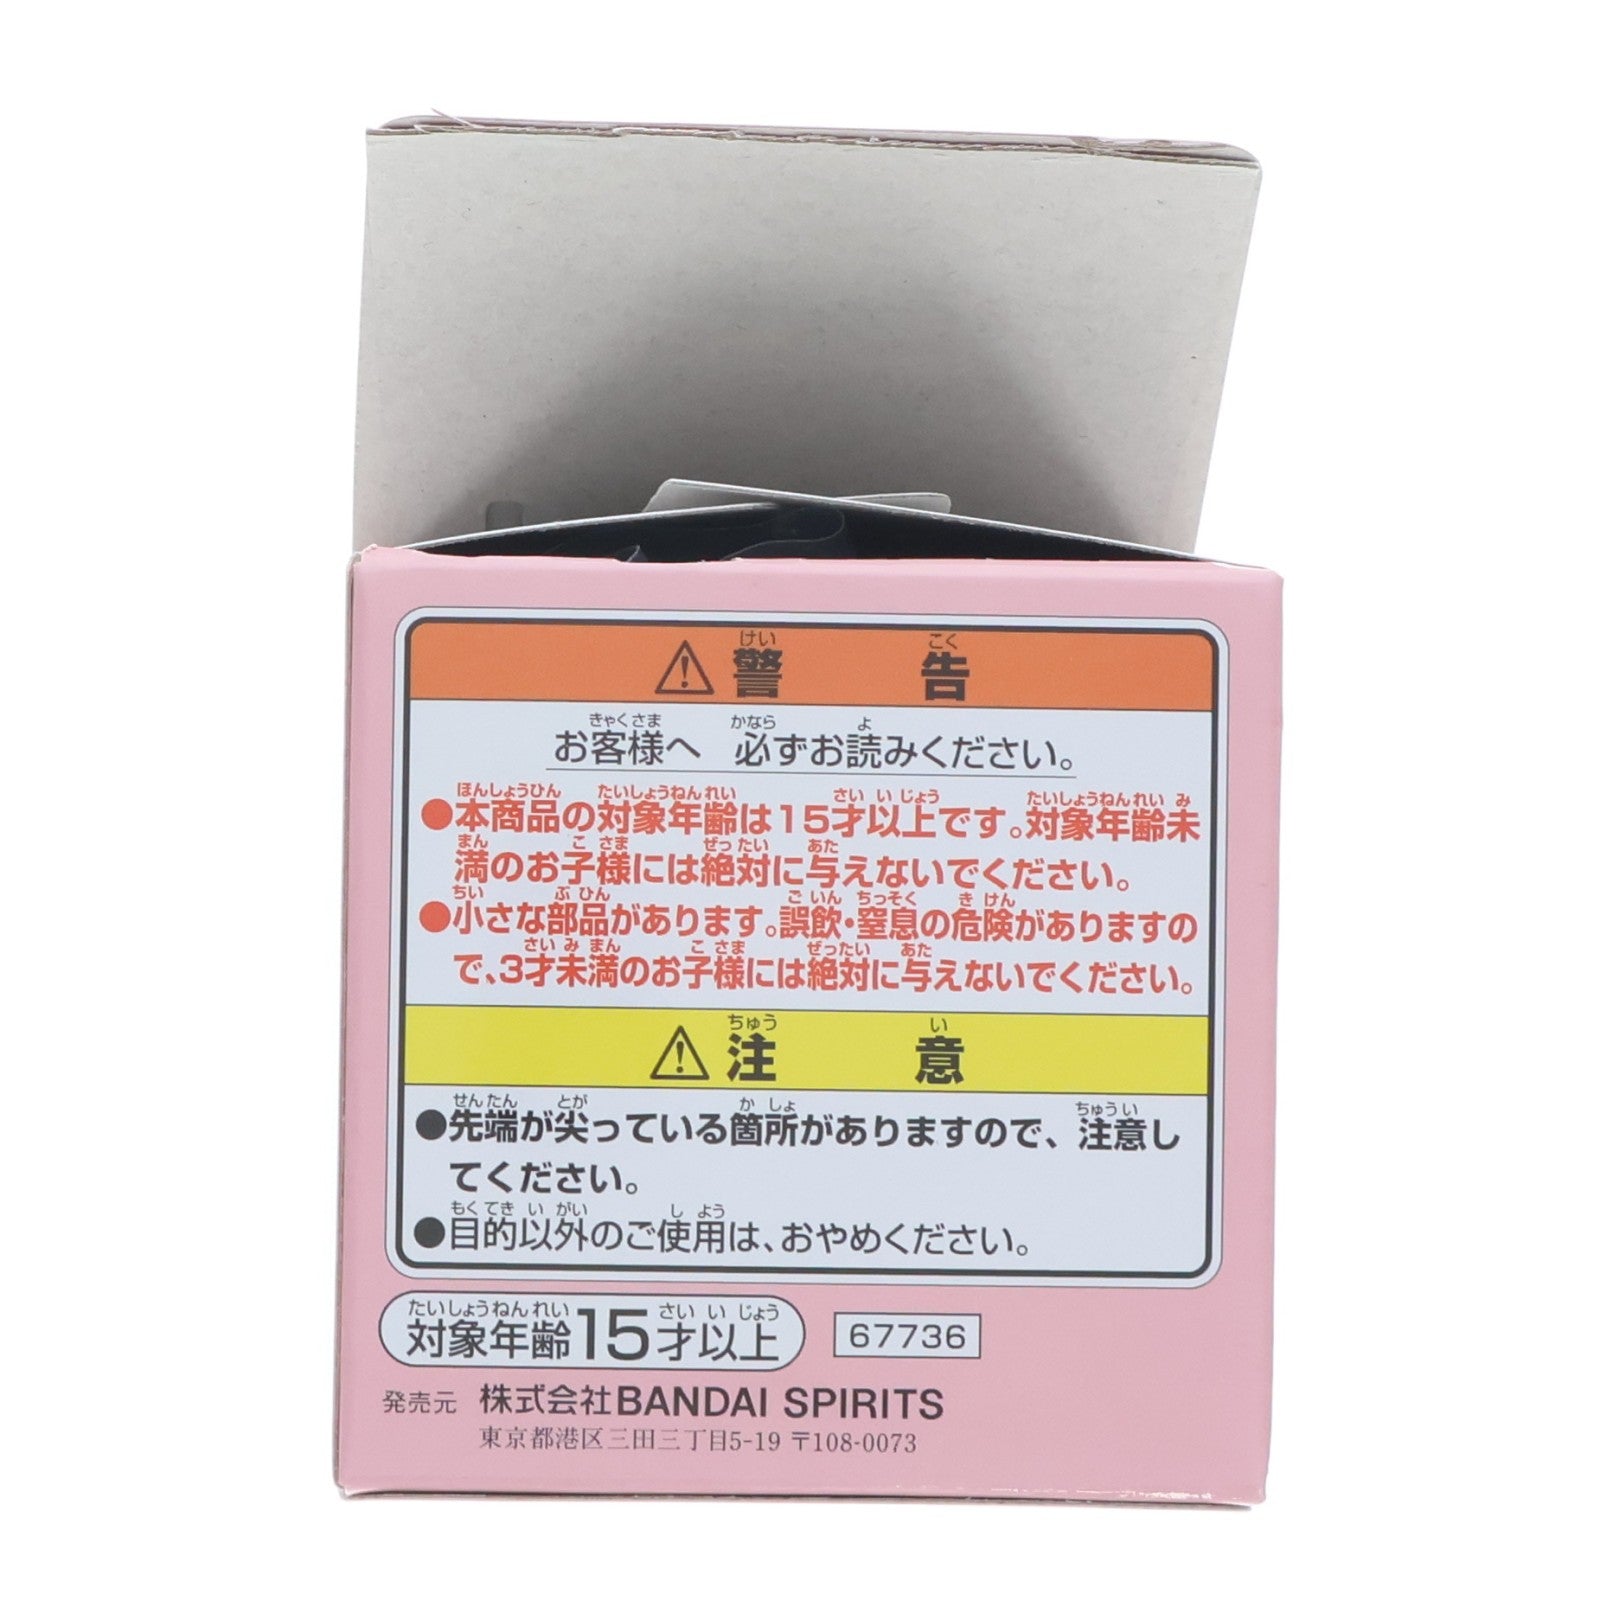 警 告
お客様へ 必ずお読みください。
●本商品の対象年齢は15才以上です。対象年齢未
満のお子様には絶対に与えないでください。
●小さな部品があります。誤飲・窒息の危険がありますの
で、3才未満のお子様には絶対に与えないでください。
注 意
●先端が尖っている箇所がありますので、注意し
てください。
●目的以外のご使用は、おやめください。
対象年齢15才以上 67736
発売元 株式会社BANDAI SPIRITS
東京都港区三田三丁目5-19 〒108-0073